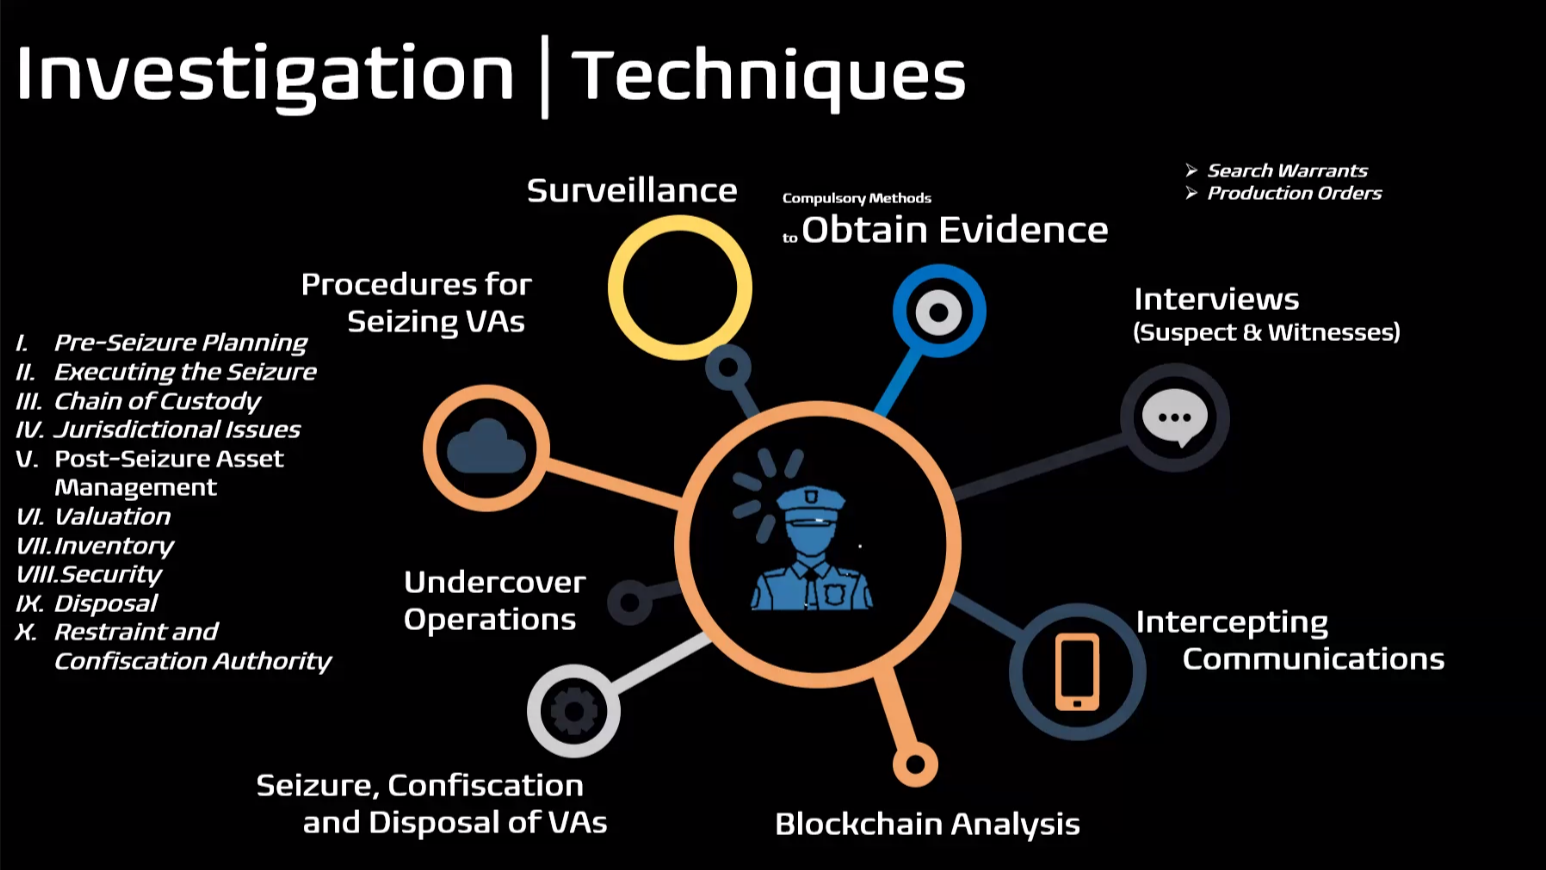 Investigation | Techniques
➢ Search Warrants
➢ Production Orders
Surveillance
Compulsory Methods
to Obtain Evidence
Procedures for
Seizing VAs
Interviews
(Suspect & Witnesses)
I. Pre-Seizure Planning
II. Executing the Seizure
III. Chain of Custody
IV. Jurisdictional Issues
V. Post-Seizure Asset
Management
VI. Valuation
VII. Inventory
VIII. Security
IX. Disposal
X. Restraint and
Confiscation Authority
Undercover
Operations
Intercepting
Communications
Seizure, Confiscation
and Disposal of VAs
Blockchain Analysis